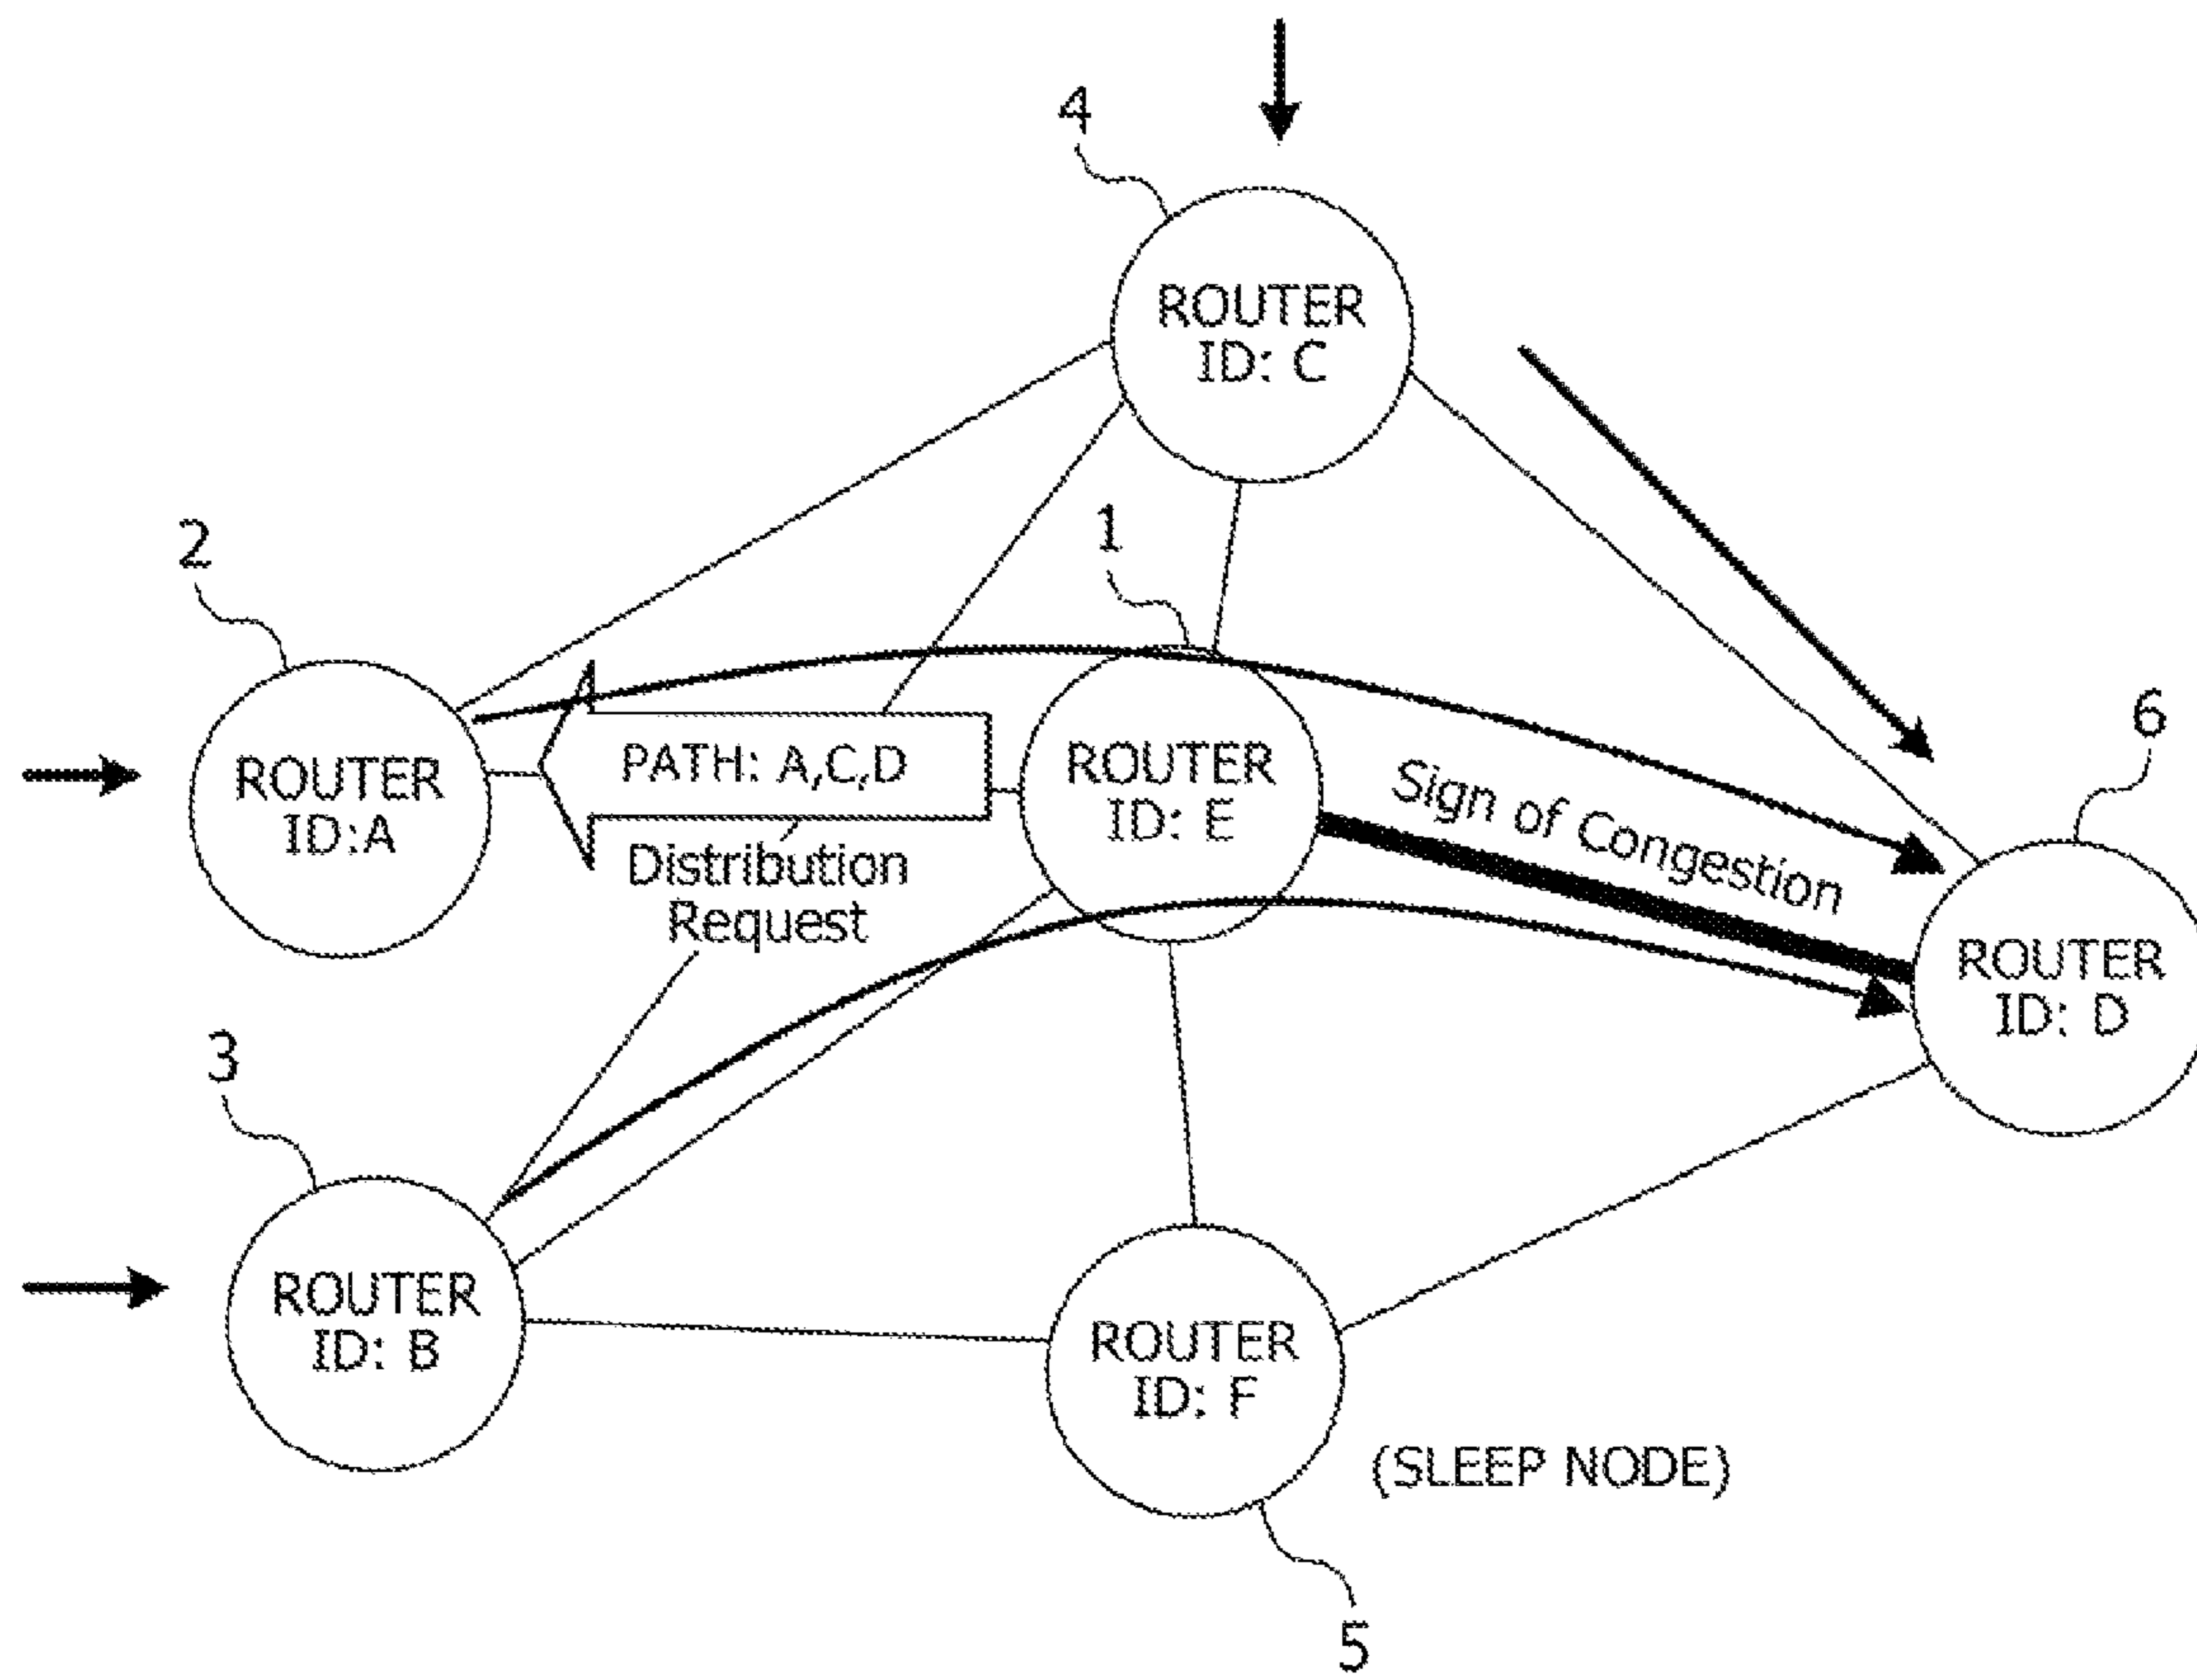 4
ROUTER
ID: C
2
1
6
ROUTER
ID:A
PATH: A,C,D
ROUTER
ID: E
Sign of Congestion
Distribution
Request
ROUTER
ID: D
3
ROUTER
ID: B
ROUTER
ID: F
(SLEEP NODE)
5